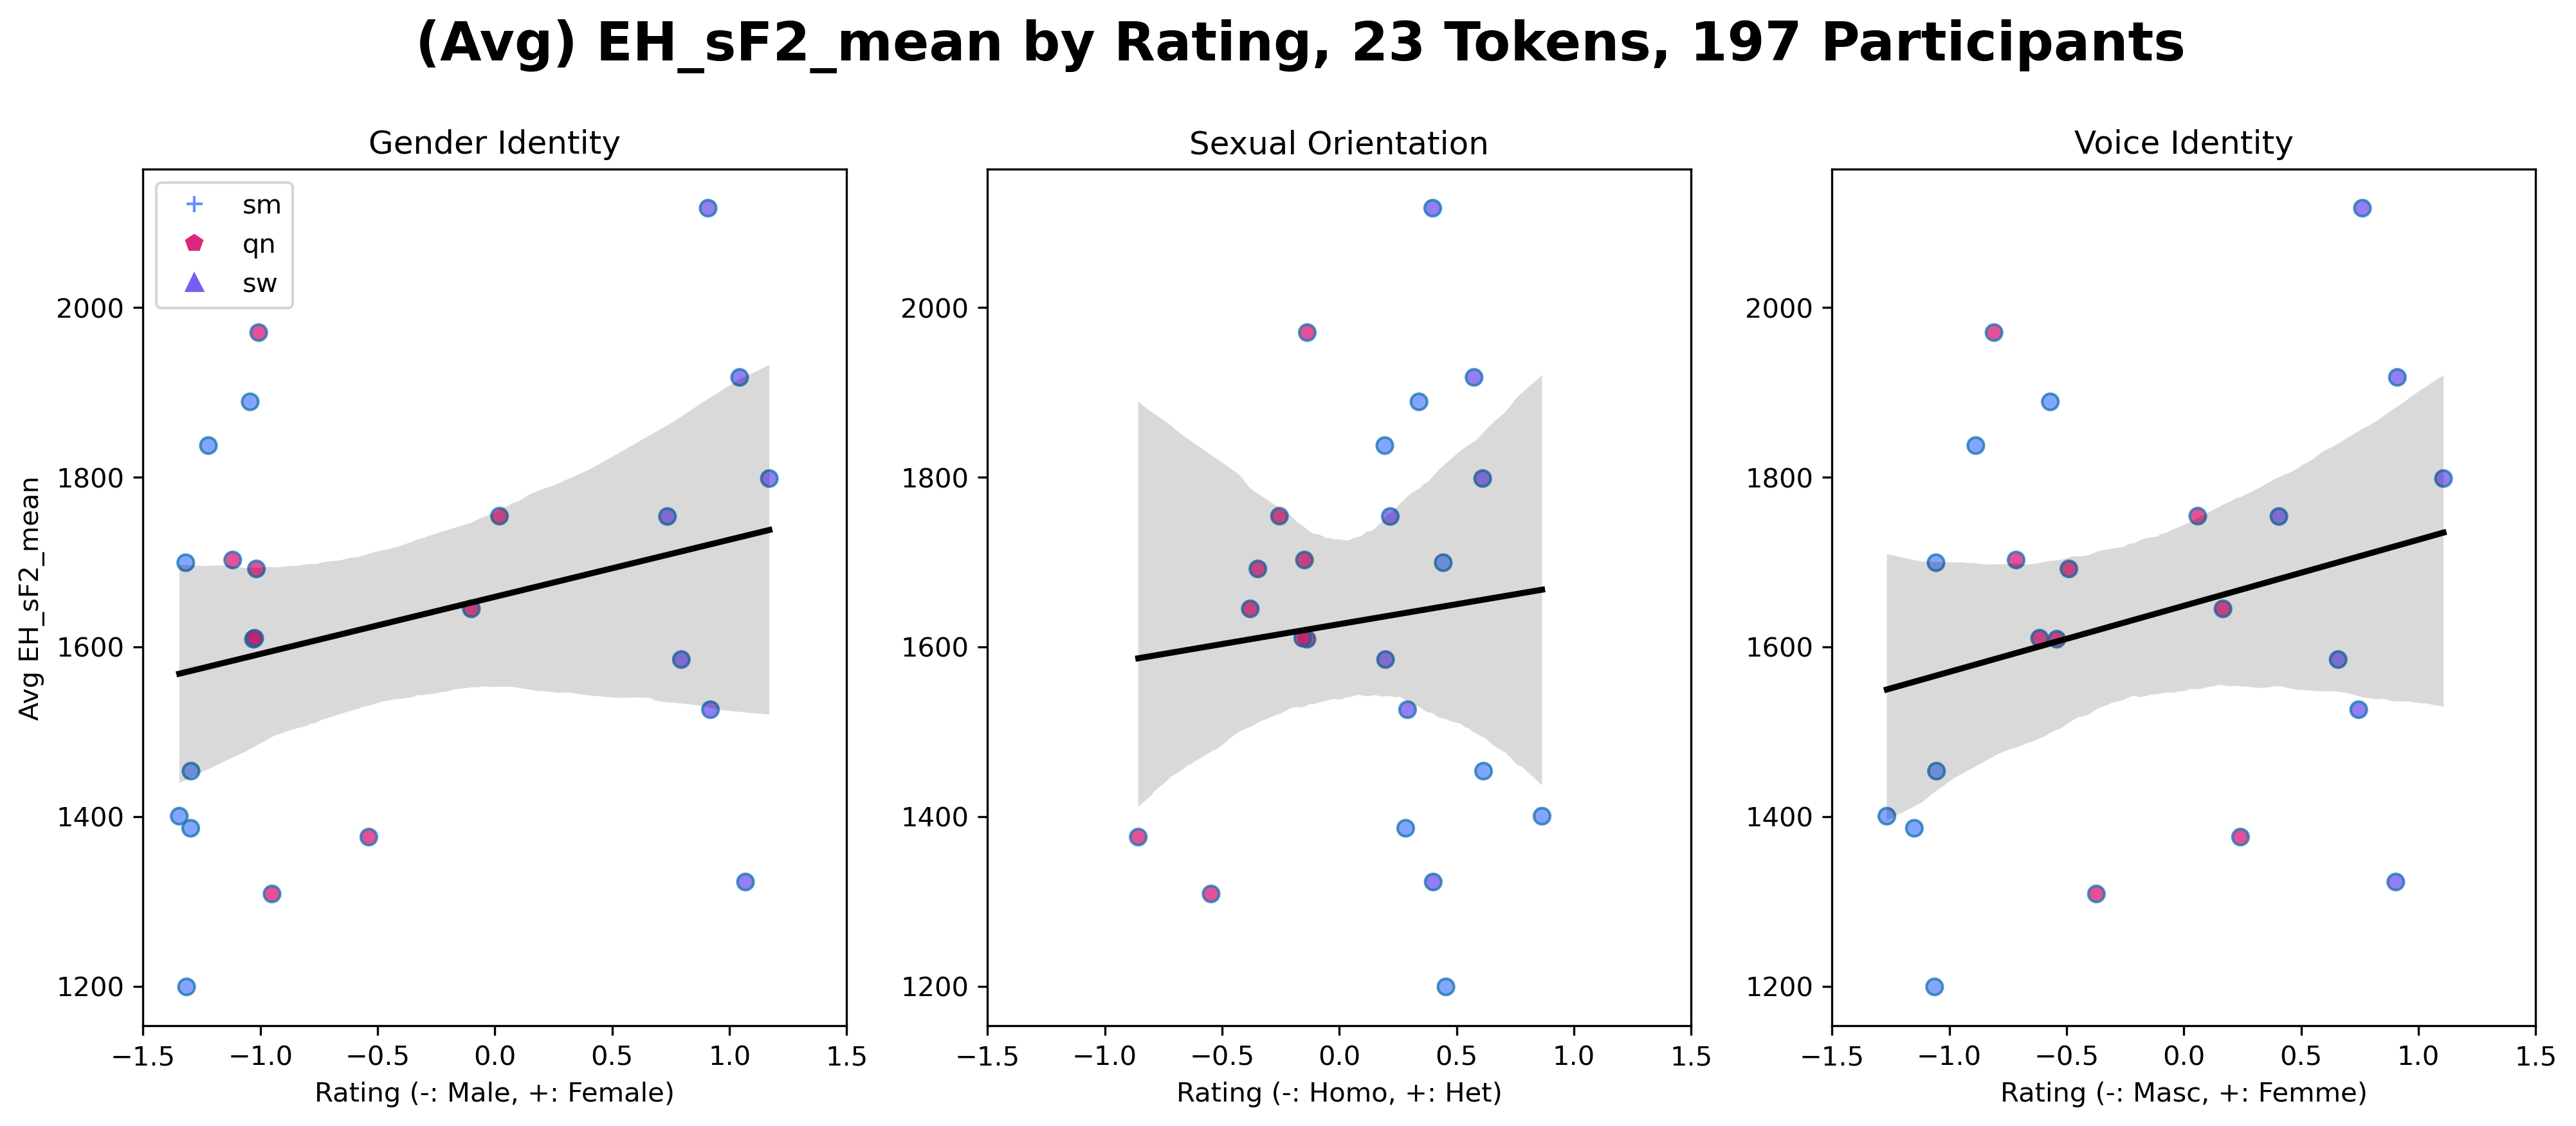 (Avg) EH_sF2_mean by Rating, 23 Tokens, 197 Participants
Gender Identity
sm
qn
sw
2000
1800
1600
1400
1200
Avg EH_sF2_mean
−1.5 −1.0 −0.5 0.0 0.5 1.0 1.5
Rating (-: Male, +: Female)
Sexual Orientation
2000
1800
1600
1400
1200
−1.5 −1.0 −0.5 0.0 0.5 1.0 1.5
Rating (-: Homo, +: Het)
Voice Identity
2000
1800
1600
1400
1200
−1.5 −1.0 −0.5 0.0 0.5 1.0 1.5
Rating (-: Masc, +: Femme)